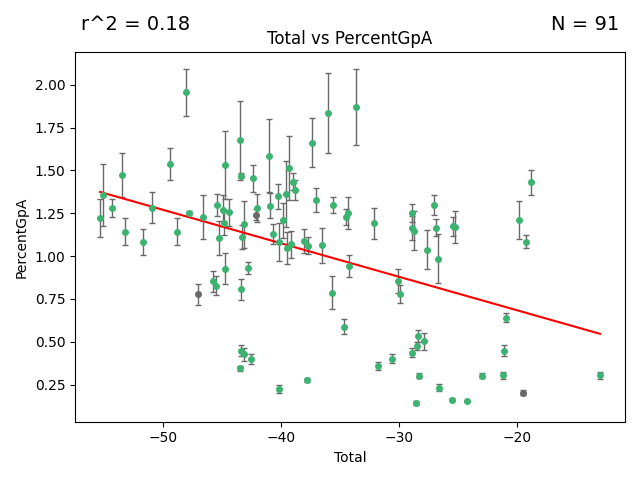 r^2 = 0.18
N = 91
Total vs PercentGpA
PercentGpA
2.00
1.75
1.50
1.25
1.00
0.75
0.50
0.25
−50
−40
−30
−20
Total